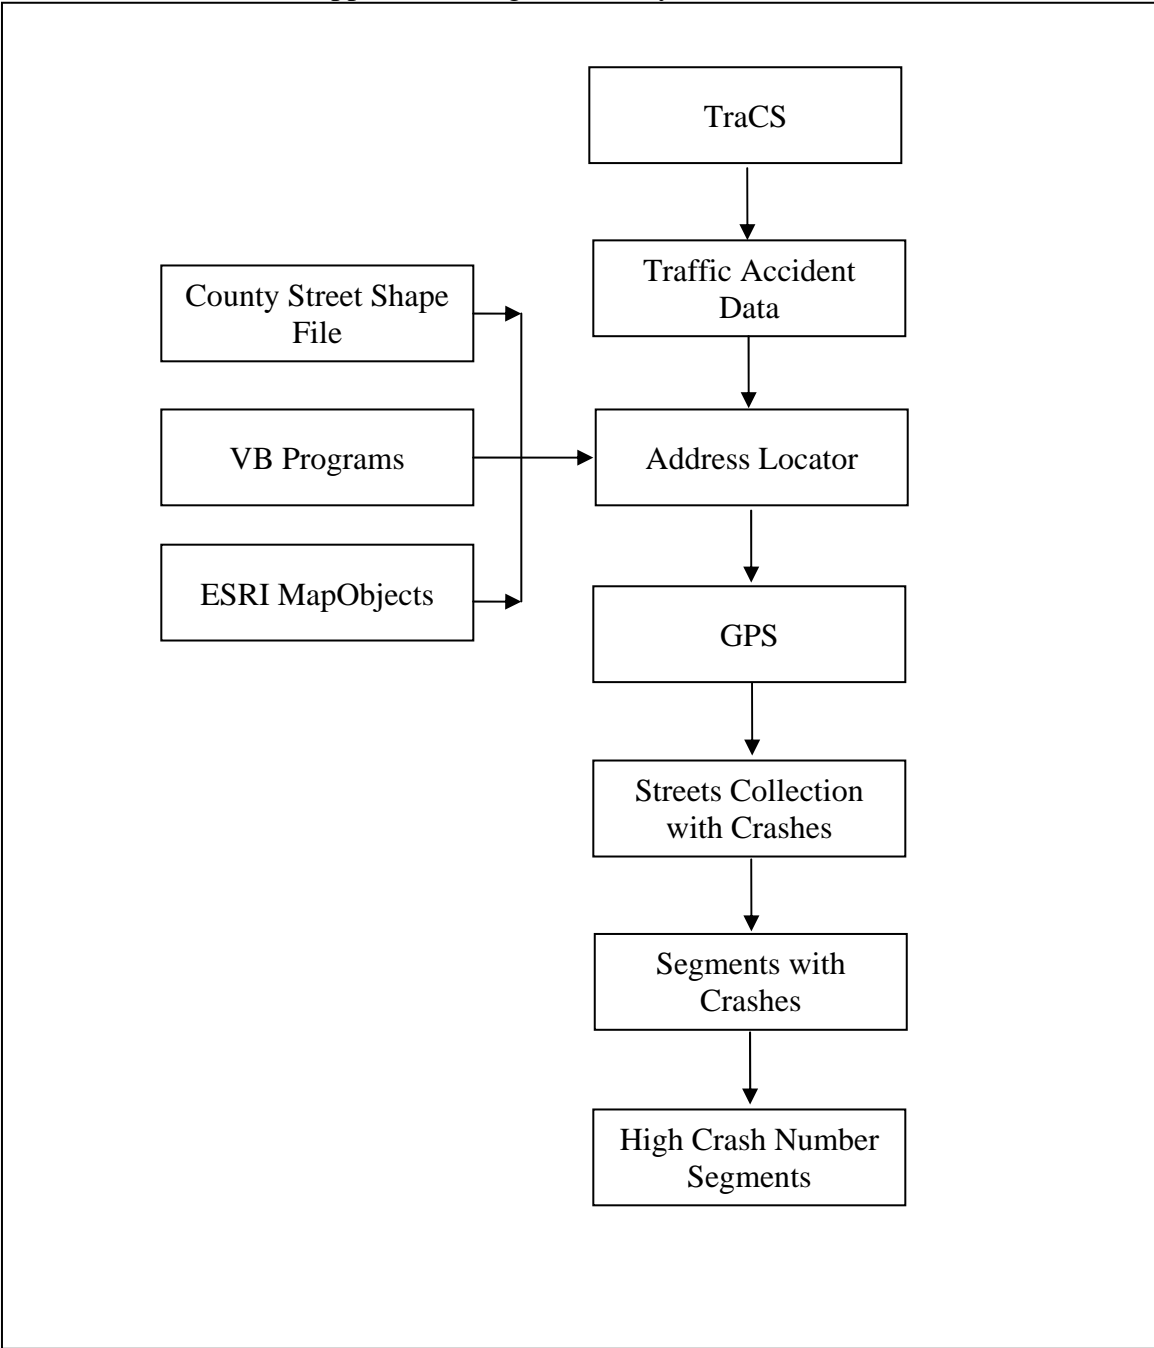 TraCS
Traffic Accident
Data
County Street Shape
File
VB Programs
Address Locator
ESRI MapObjects
GPS
Streets Collection
with Crashes
Segments with
Crashes
High Crash Number
Segments